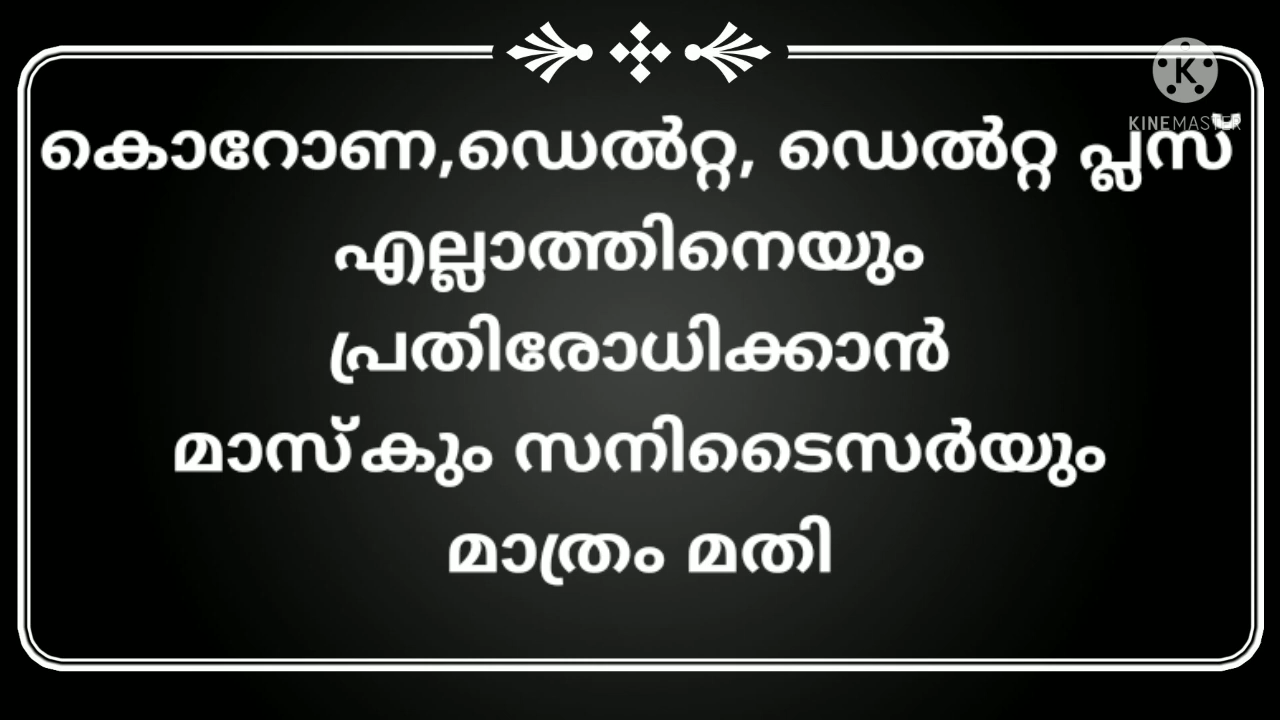 കൊറോണ,ഡെൽറ്റ, ഡെൽറ്റ പ്ലസ്
എല്ലാത്തിനെയും
പ്രതിരോധിക്കാൻ
മാസ്കും സനിടൈസർയും
മാത്രം മതി
K
KINEMASTER